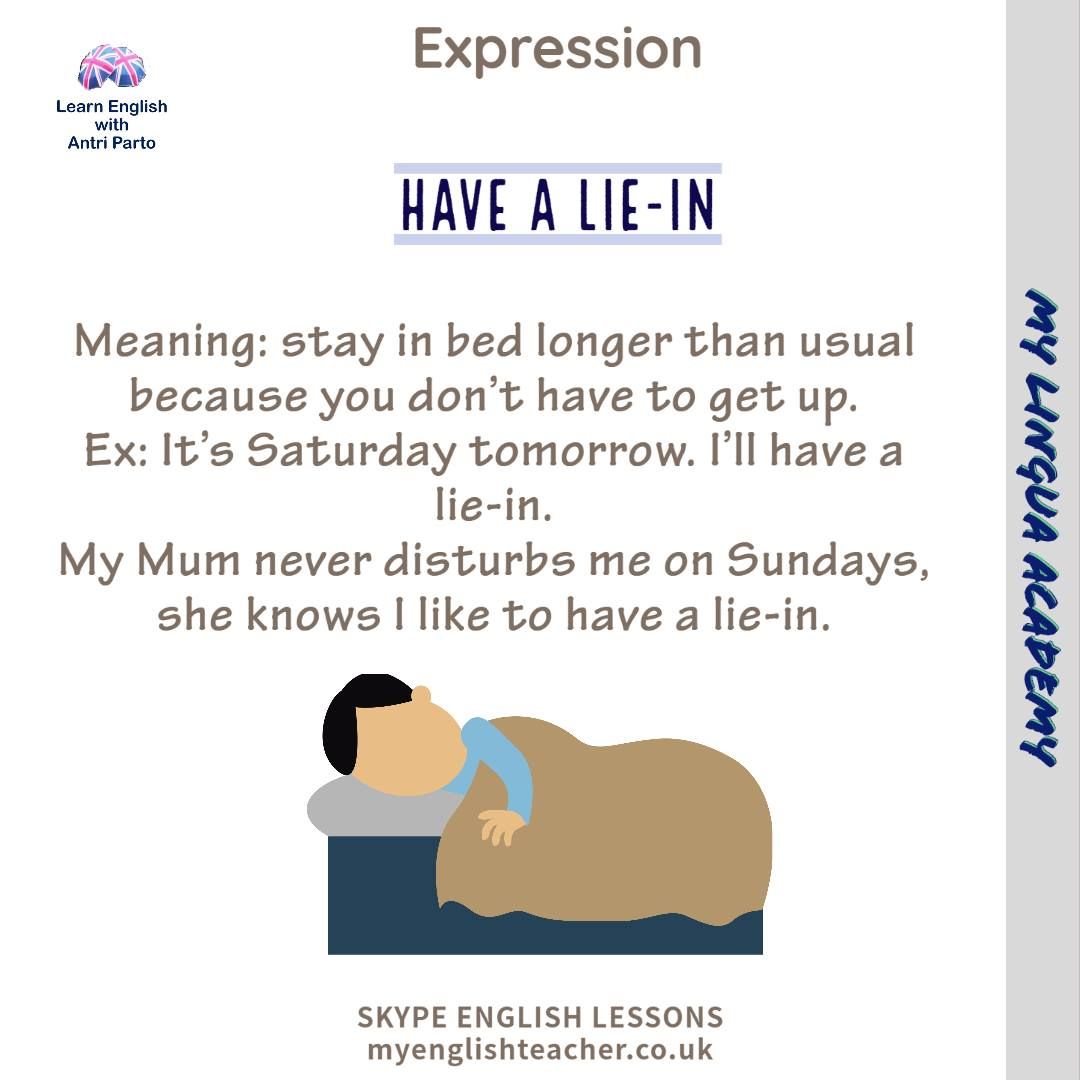 Expression
Learn English
with
Antri Parto
HAVE A LIE-IN
Meaning: stay in bed longer than usual
because you don't have to get up.
Ex: It's Saturday tomorrow. I'll have a
lie-in.
My Mum never disturbs me on Sundays,
she knows I like to have a lie-in.
MY LINGUA ACADEMY
SKYPE ENGLISH LESSONS
myenglishteacher.co.uk